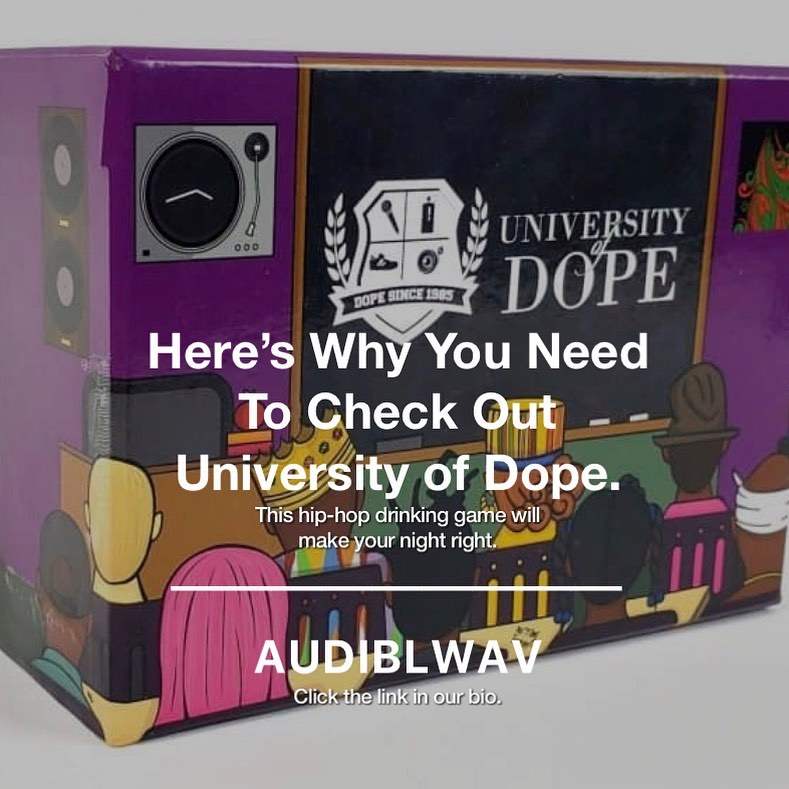 UNIVERSITY
of
DOPE
DOPE SINCE 1985
Here’s Why You Need
To Check Out
University of Dope.
This hip-hop drinking game will
make your night right.
AUDIBLWAV
Click the link in our bio.